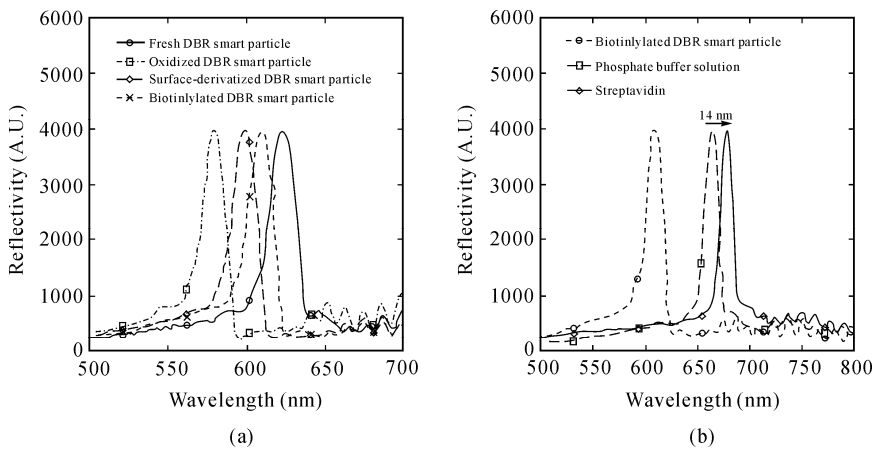 6000
5000
4000
3000
2000
1000
0
Reflectivity (A.U.)
Fresh DBR smart particle
Oxidized DBR smart particle
Surface-derivatized DBR smart particle
Biotinlylated DBR smart particle
500
550
600
650
700
Wavelength (nm)
(a)
6000
5000
4000
3000
2000
1000
0
Reflectivity (A.U.)
Biotinlylated DBR smart particle
Phosphate buffer solution
Streptavidin
14 nm
500
550
600
650
700
750
800
Wavelength (nm)
(b)